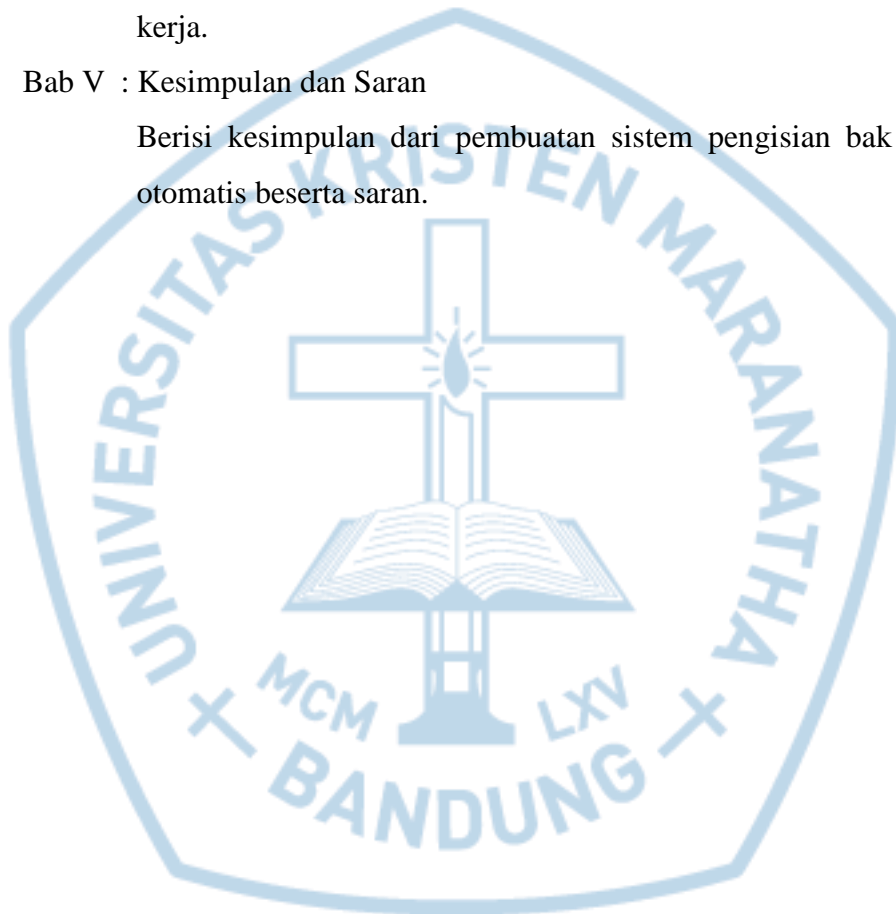 kerja.
Bab V : Kesimpulan dan Saran
Berisi kesimpulan dari pembuatan sistem pengisian bak
otomatis beserta saran.
UNIVERSITAS KRISTEN MARANATHA
MCM LXV
BANDUNG